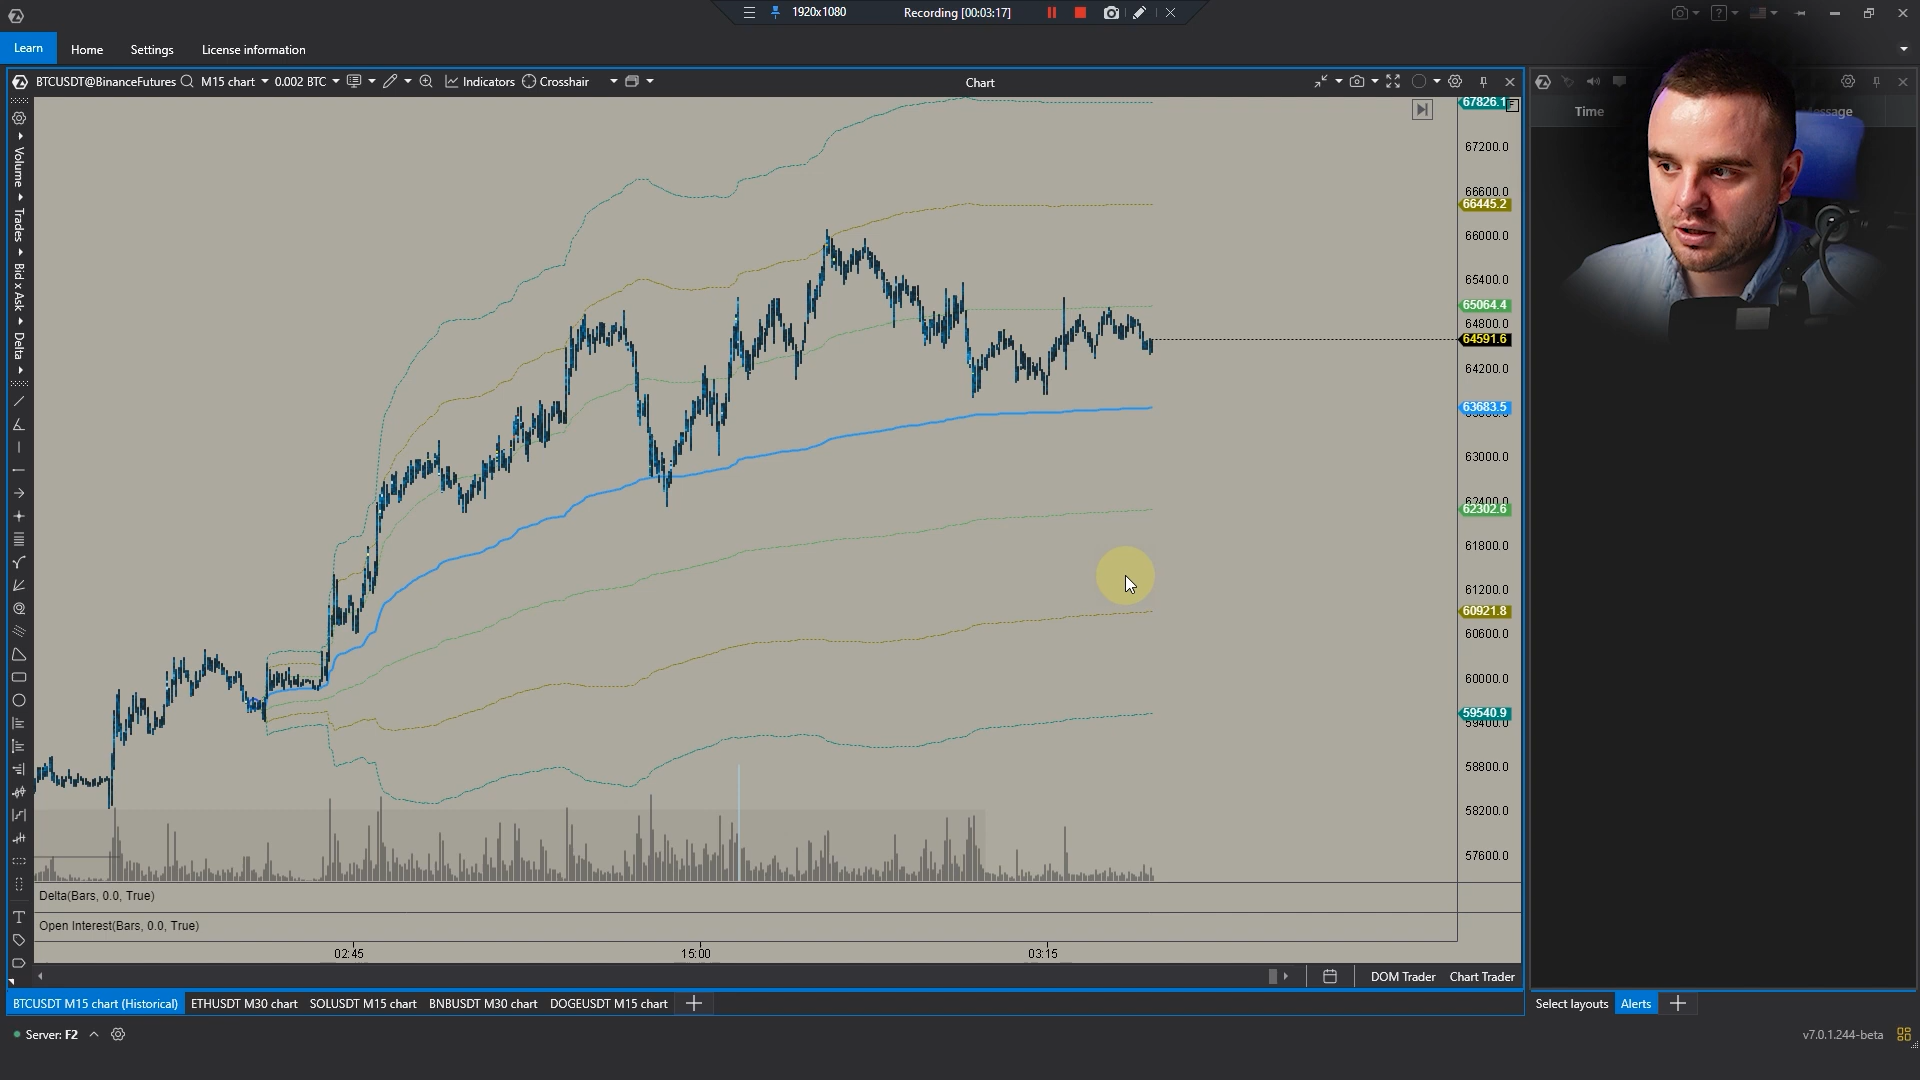 1920x1080
Recording [00:03:17]
Learn
Home
Settings
License information
BTCUSDT@BinanceFutures
M15 chart
0.002 BTC
Indicators
Crosshair
Chart
Time
Volume
Trades
Bid x Ask
Delta
67826.1
F
67200.0
66600.0
66445.2
66000.0
65400.0
65064.4
64800.0
64591.6
64200.0
63683.5
63000.0
62400.0
62302.6
61800.0
61200.0
60921.8
60600.0
60000.0
59540.9
59400.0
58800.0
58200.0
57600.0
Delta(Bars, 0.0, True)
Open Interest(Bars, 0.0, True)
02:45
15:00
03:15
DOM Trader
Chart Trader
BTCUSDT M15 chart (Historical)
ETHUSDT M30 chart
SOLUSDT M15 chart
BNBUSDT M30 chart
DOGEUSDT M15 chart
Select layouts
Alerts
Server: F2
v7.0.1.244-beta